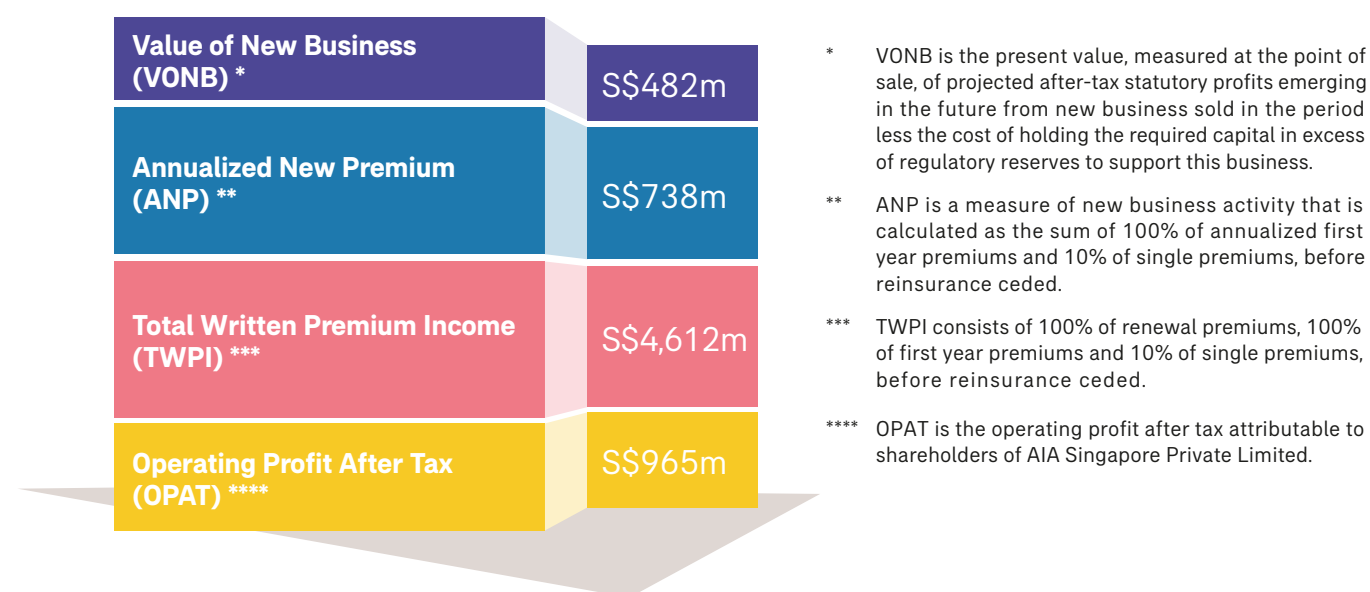 Value of New Business
(VONB) *
S$482m
Annualized New Premium
(ANP) **
S$738m
Total Written Premium Income
(TWPI) ***
S$4,612m
Operating Profit After Tax
(OPAT) ****
S$965m
* VONB is the present value, measured at the point of
sale, of projected after-tax statutory profits emerging
in the future from new business sold in the period
less the cost of holding the required capital in excess
of regulatory reserves to support this business.
** ANP is a measure of new business activity that is
calculated as the sum of 100% of annualized first
year premiums and 10% of single premiums, before
reinsurance ceded.
*** TWPI consists of 100% of renewal premiums, 100%
of first year premiums and 10% of single premiums,
before reinsurance ceded.
**** OPAT is the operating profit after tax attributable to
shareholders of AIA Singapore Private Limited.